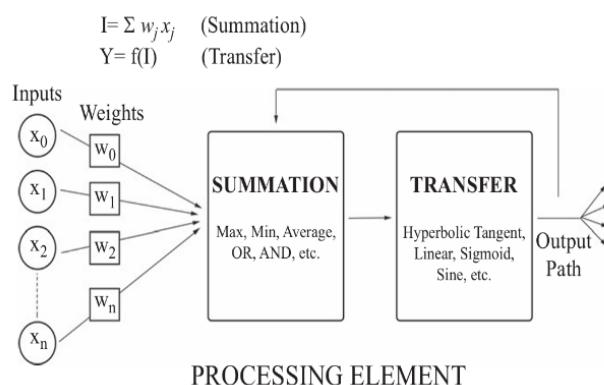 I= Σ wⱼxⱼ (Summation)
Y= f(I) (Transfer)
Inputs
Weights
x₀
w₀
x₁
w₁
x₂
w₂
xₙ
wₙ
SUMMATION
Max, Min, Average,
OR, AND, etc.
TRANSFER
Hyperbolic Tangent,
Linear, Sigmoid,
Sine, etc.
Output
Path
PROCESSING ELEMENT